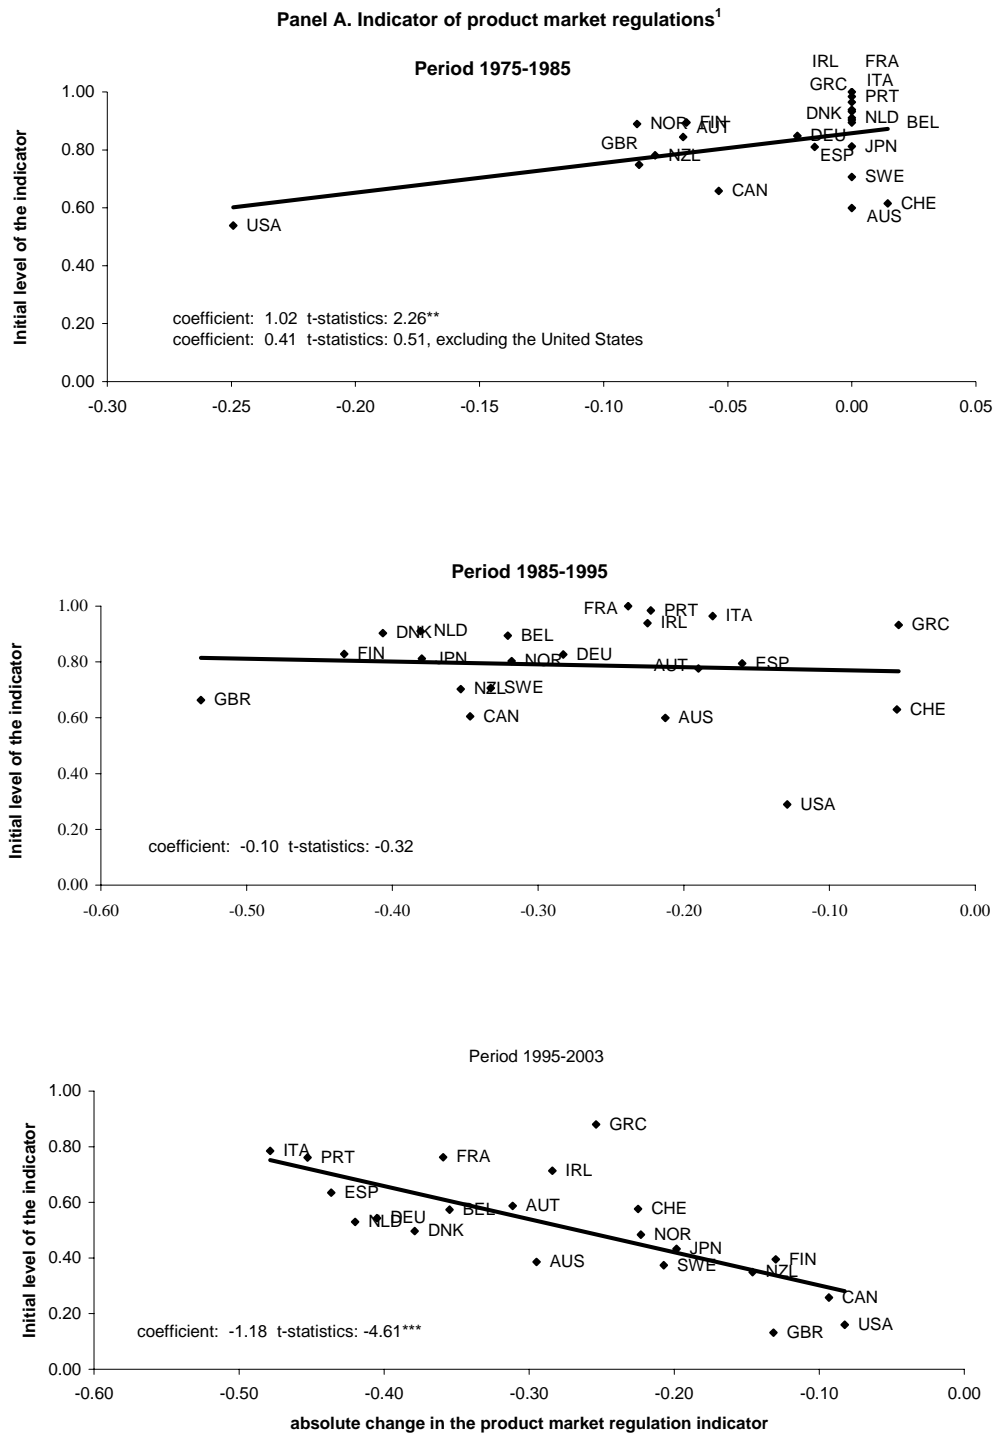 Panel A. Indicator of product market regulations1
Period 1975-1985
Initial level of the indicator
1.00
0.80
0.60
0.40
0.20
0.00
IRL FRA
GRC ITA
PRT
DNK NLD BEL
NOR FIN
AUT
DEU
GBR
NZL
ESP JPN
CAN
SWE
USA
AUS CHE
coefficient: 1.02 t-statistics: 2.26**
coefficient: 0.41 t-statistics: 0.51, excluding the United States
-0.30 -0.25 -0.20 -0.15 -0.10 -0.05 0.00 0.05
Period 1985-1995
Initial level of the indicator
1.00
0.80
0.60
0.40
0.20
0.00
FRA PRT ITA
IRL GRC
DNK NLD BEL
FIN JPN NOR DEU
AUT ESP
GBR NZL SWE
CAN AUS CHE
USA
coefficient: -0.10 t-statistics: -0.32
-0.60 -0.50 -0.40 -0.30 -0.20 -0.10 0.00
Period 1995-2003
Initial level of the indicator
1.00
0.80
0.60
0.40
0.20
0.00
GRC
ITA PRT FRA
IRL
ESP
AUT CHE
NLD DEU BEL
DNK NOR
JPN
AUS SWE NZL FIN
CAN
GBR USA
coefficient: -1.18 t-statistics: -4.61***
-0.60 -0.50 -0.40 -0.30 -0.20 -0.10 0.00
absolute change in the product market regulation indicator